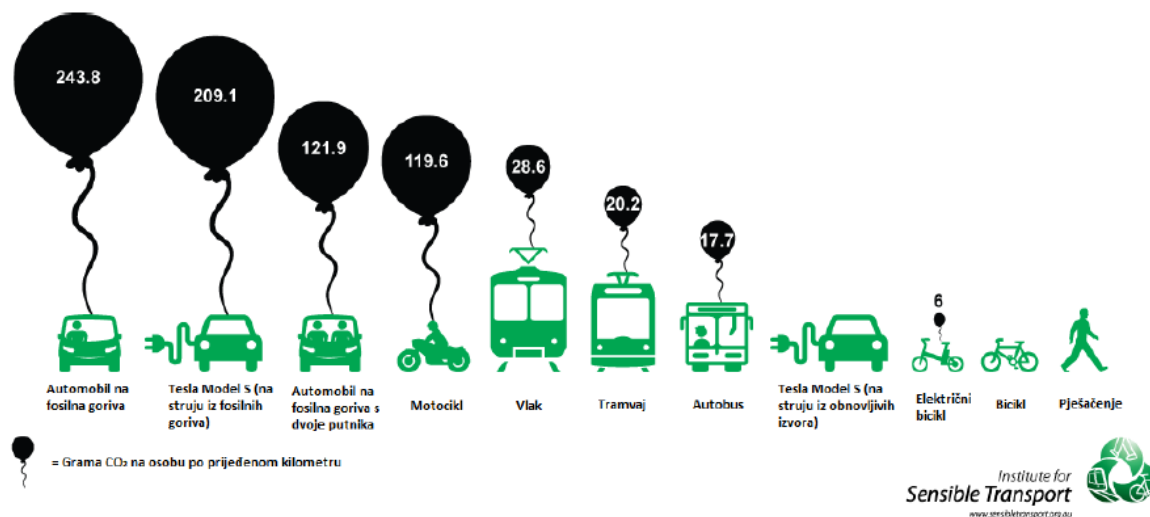 243.8
209.1
121.9
119.6
28.6
20.2
17.7
6
Automobil na
fosilna goriva
Tesla Model S (na
struju iz fosilnih
goriva)
Automobil na
fosilna goriva s
dvoje putnika
Motocikl
Vlak
Tramvaj
Autobus
Tesla Model S (na
struju iz obnovljivih
izvora)
Električni
bicikl
Bicikl
Pješačenje
= Grama CO₂ na osobu po prijeđenom kilometru
Institute for
Sensible Transport
www.sensibletransport.org.au